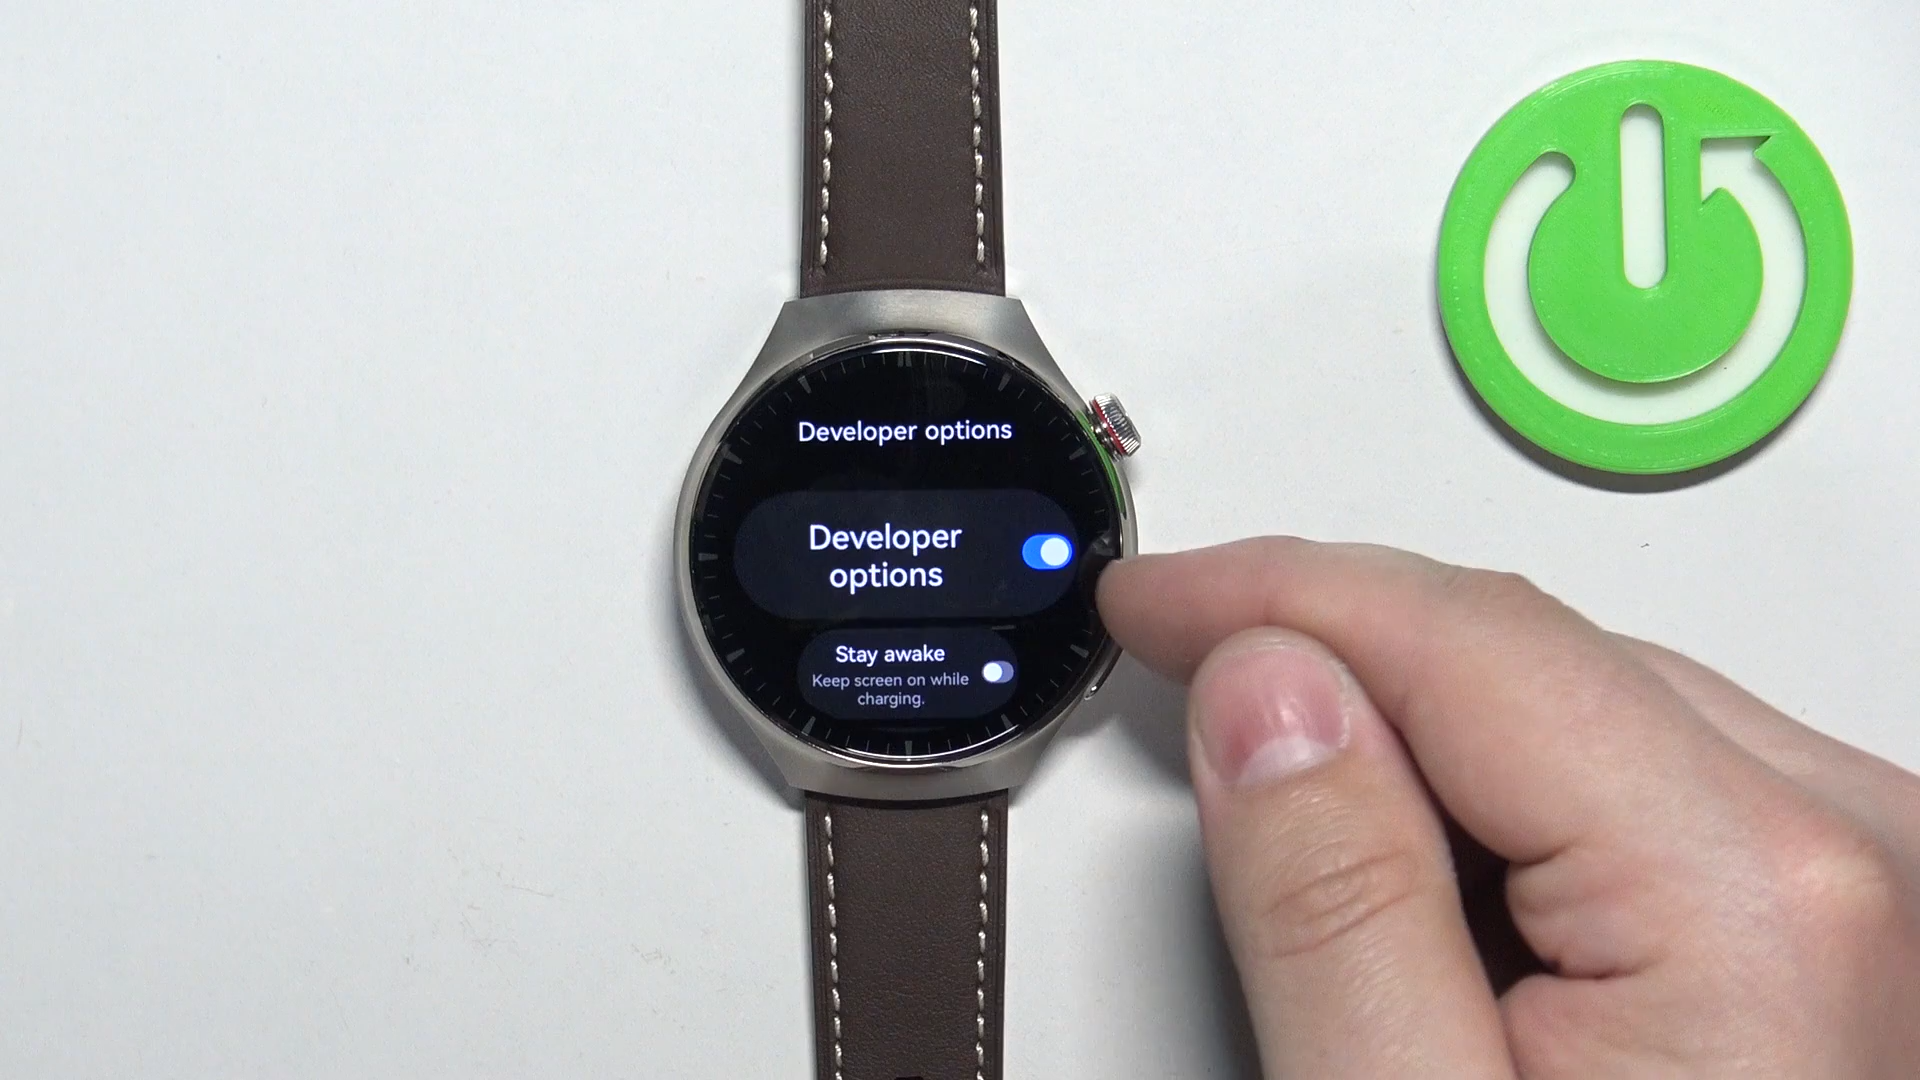 Developer options
Developer
options
Stay awake
Keep screen on while
charging.